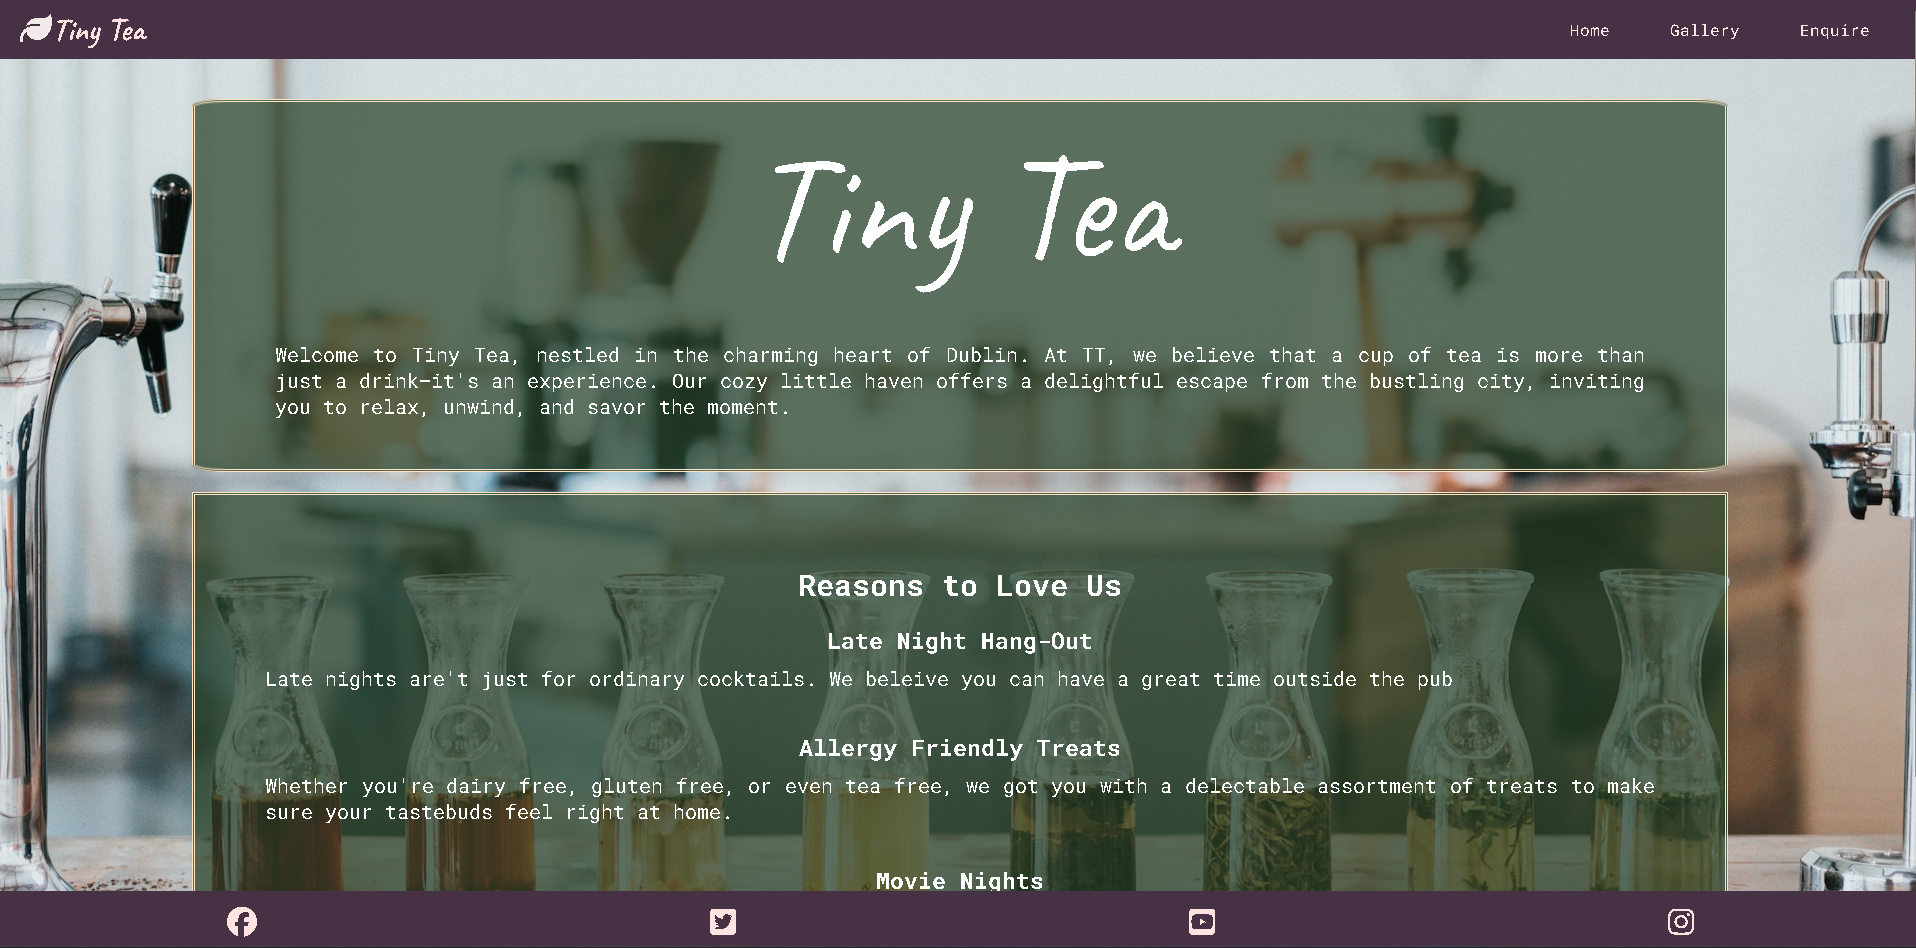 Tiny Tea
Home
Gallery
Enquire
Tiny Tea
Welcome to Tiny Tea, nestled in the charming heart of Dublin. At TT, we believe that a cup of tea is more than
just a drink—it's an experience. Our cozy little haven offers a delightful escape from the bustling city, inviting
you to relax, unwind, and savor the moment.
Reasons to Love Us
Late Night Hang-Out
Late nights are't just for ordinary cocktails. We beleive you can have a great time outside the pub
Allergy Friendly Treats
Whether you're dairy free, gluten free, or even tea free, we got you with a delectable assortment of treats to make
sure your tastebuds feel right at home.
Movie Nights